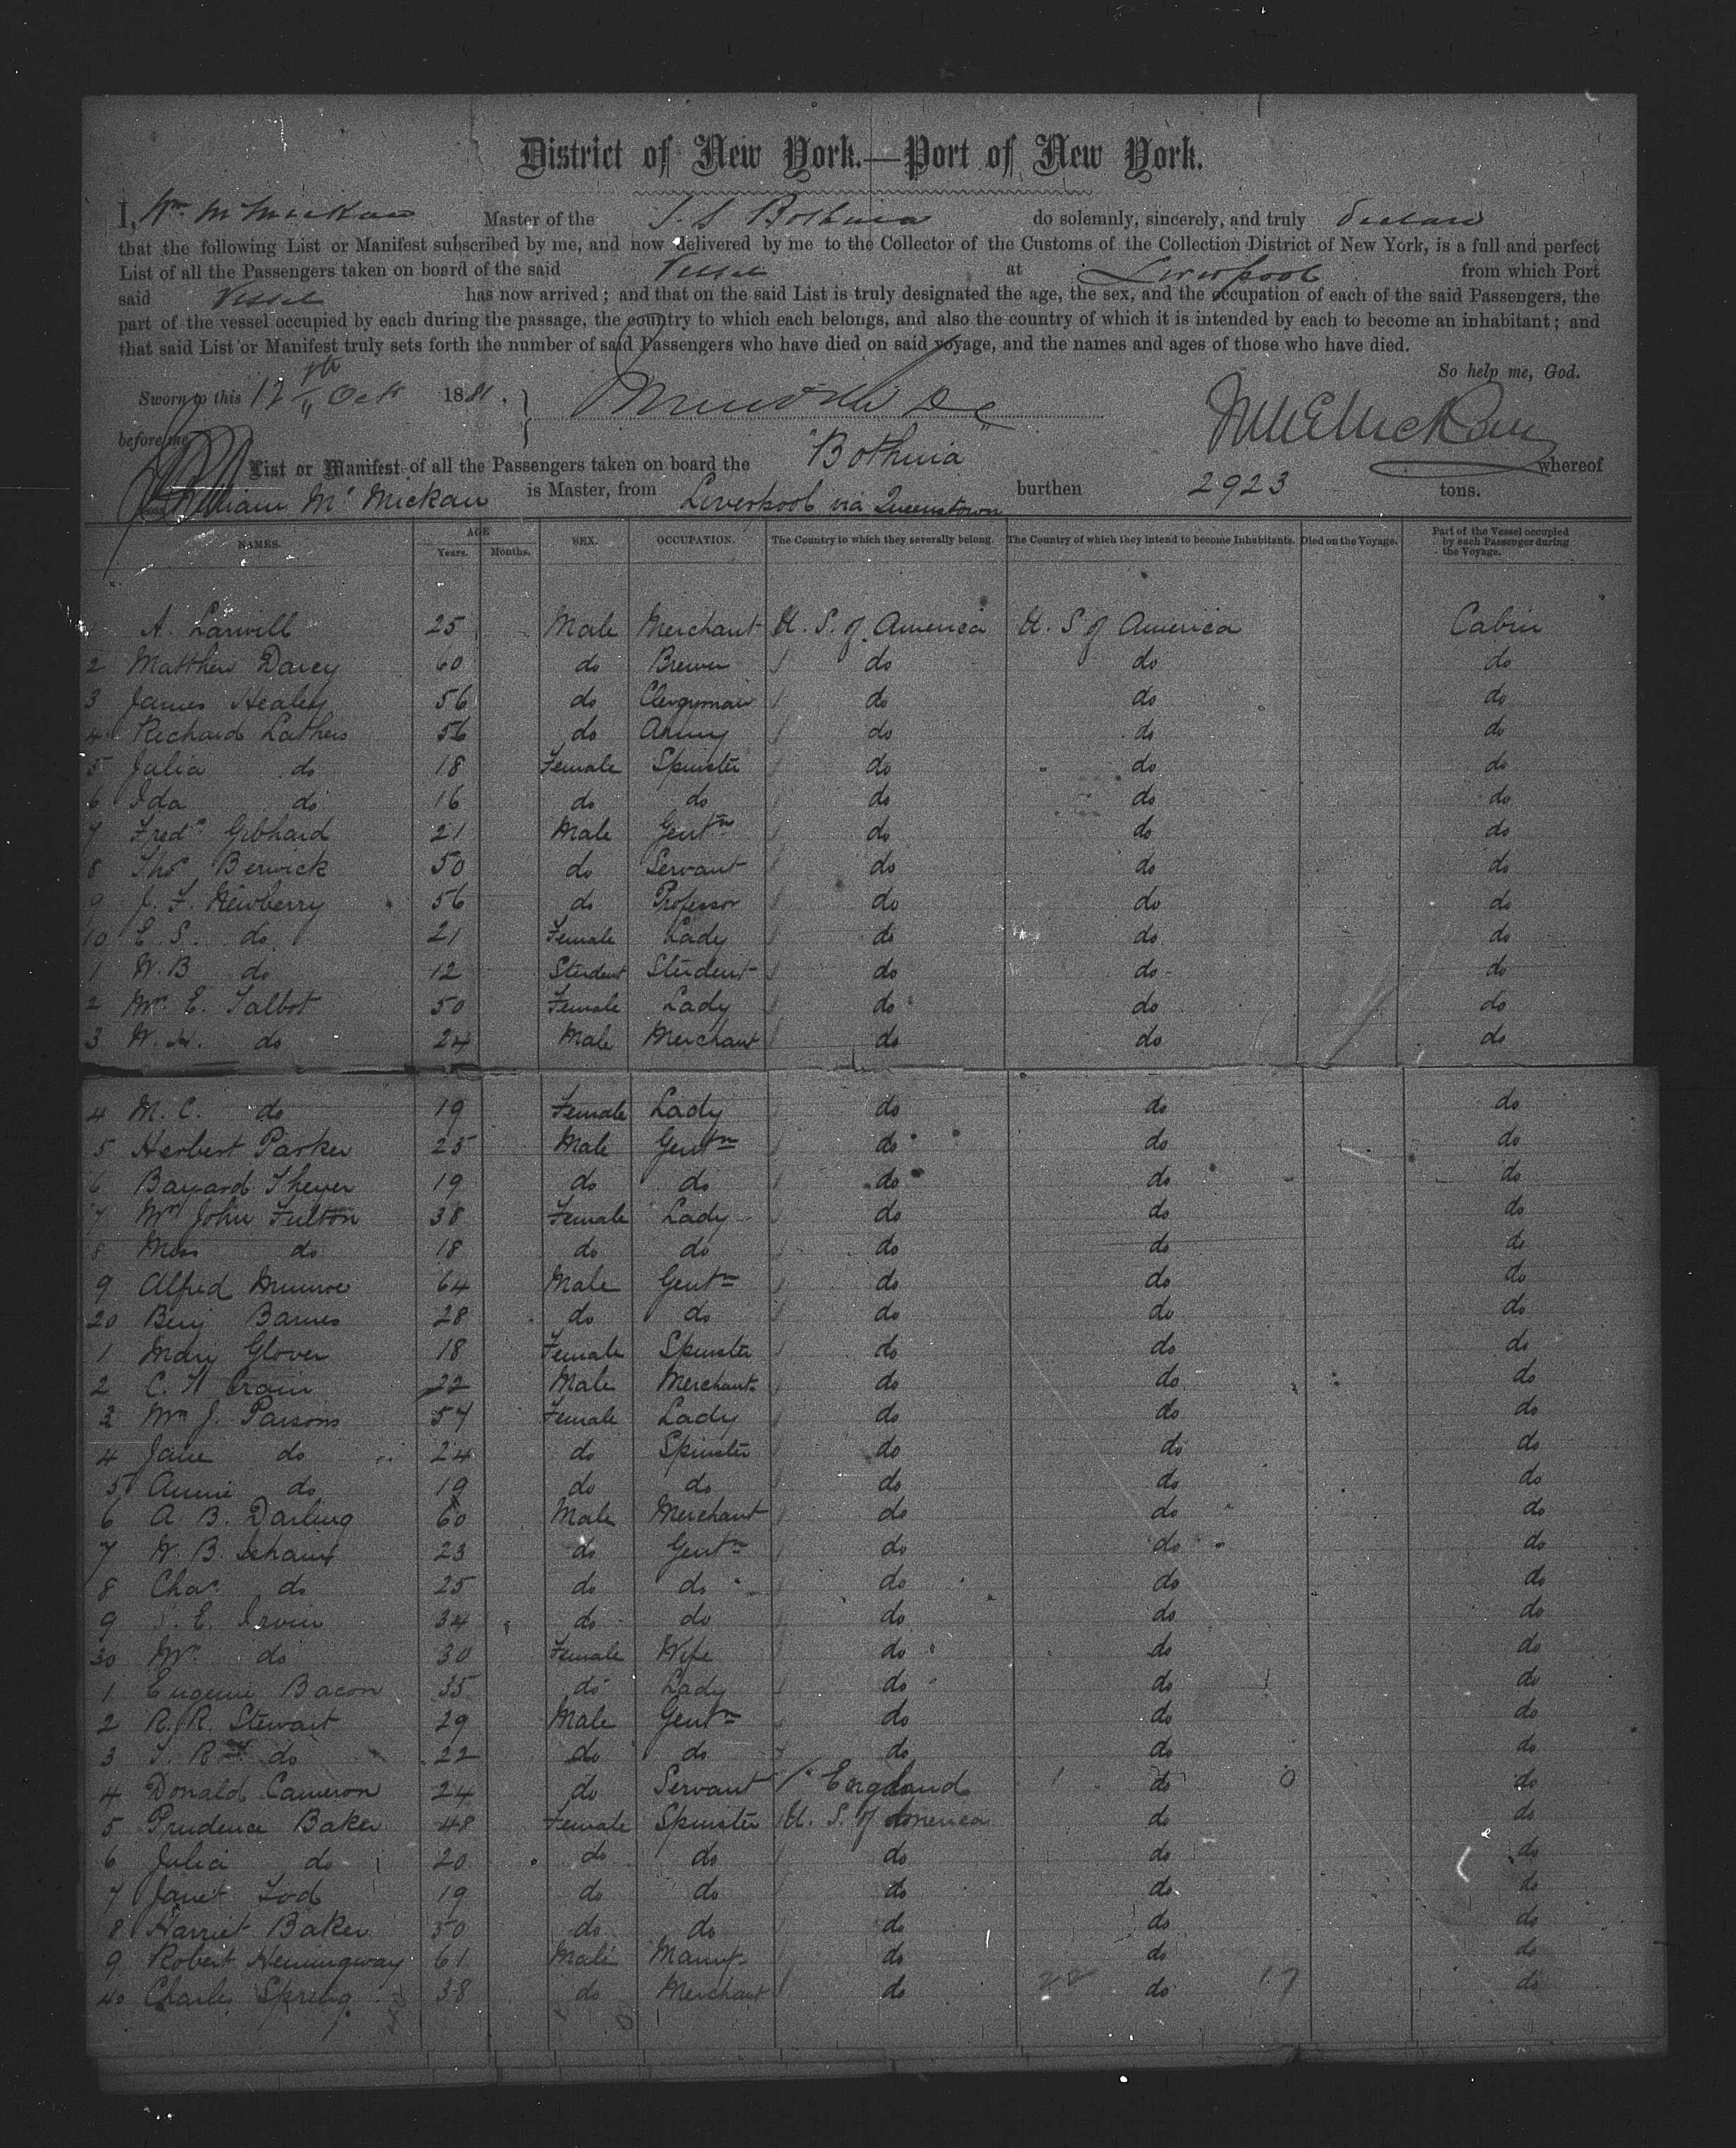 District of New York.—Port of New York.
I, Wm McMickan Master of the S.S. Bothnia do solemnly, sincerely, and truly declare
that the following List or Manifest subscribed by me, and now delivered by me to the Collector of the Customs of the Collection District of New York, is a full and perfect
List of all the Passengers taken on board of the said Vessel at Liverpool from which Port
said Vessel has now arrived; and that on the said List is truly designated the age, the sex, and the occupation of each of the said Passengers, the
part of the vessel occupied by each during the passage, the country to which each belongs, and also the country of which it is intended by each to become an inhabitant; and
that said List or Manifest truly sets forth the number of said Passengers who have died on said voyage, and the names and ages of those who have died.
So help me, God.
Sworn to this 12th Oct 1881.
before me
List or Manifest of all the Passengers taken on board the "Bothnia" whereof
William McMickan is Master, from Liverpool via Queenstown burthen 2923 tons.
NAMES. AGE Years. Months. SEX. OCCUPATION. The Country to which they severally belong. The Country of which they intend to become Inhabitants. Died on the Voyage. Part of the Vessel occupied by each Passenger during the Voyage.
A. Larwill 25 Male Merchant U. S. of America U. S of America Cabin
2 Matthew Darcy 60 do Brewer do do do
3 James Healey 56 do Clergyman do do do
4 Richard Lathers 56 do Army do do do
5 Julia do 18 Female Spinster do do do
6 Ida do 16 do do do do do
7 Fredk Gebhard 21 Male Gentn do do do
8 Thos Berwick 50 do Servant do do do
9 J. F. Newberry 56 do Professor do do do
10 E. S. do 21 Female Lady do do do
1 W. B do 12 Student Student do do do
2 Mrs E. Talbot 50 Female Lady do do do
3 W. H. do 24 Male Merchant do do do
4 M. C. do 19 Female Lady do do do
5 Herbert Parker 25 Male Gentn do do do
6 Bayard Theyer 19 do do do do do
7 Mrs John Fulton 38 Female Lady do do do
8 Miss do 18 do do do do do
9 Alfred Munroe 64 Male Gentn do do do
20 Benj Barnes 28 do do do do do
1 Mary Glover 18 Female Spinster do do do
2 C. W Crain 22 Male Merchant do do do
3 Mrs J. Parsons 57 Female Lady do do do
4 Jane do 24 do Spinster do do do
5 Annie do 19 do do do do do
6 A. B. Darling 60 Male Merchant do do do
7 W. B. 23 do Gentn do do do
8 Chas do 25 do do do do do
9 E. Irvin 34 do do do do do
30 Mrs do 30 Female Wife do do do
1 Eugenie Bacon 35 do Lady do do do
2 R. R. Stewart 29 Male Gentn do do do
3 do 22 do do do do do
4 Donald Cameron 24 do Servant England do do
5 Prudence Baker 48 Female Spinster U. S. of America do do
6 Julia do 20 do do do do do
7 Janet Tod 19 do do do do do
8 Harriet Baker 50 do do do do do
9 Robert Hemingway 61 Male Manuf do do do
40 Charles Spring 38 do Merchant do do do